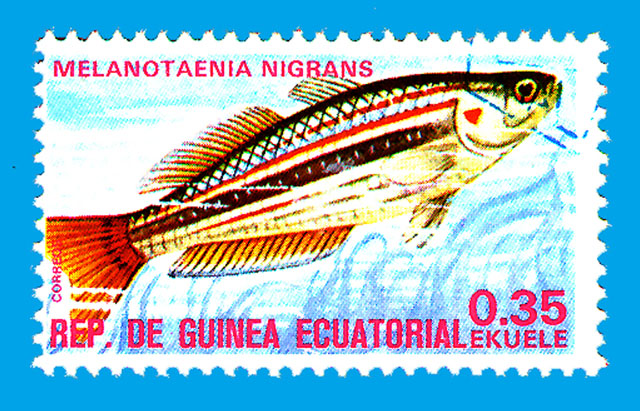 MELANOTAENIA NIGRANS
CORREO
0.35
REP. DE GUINEA ECUATORIAL EKUELE